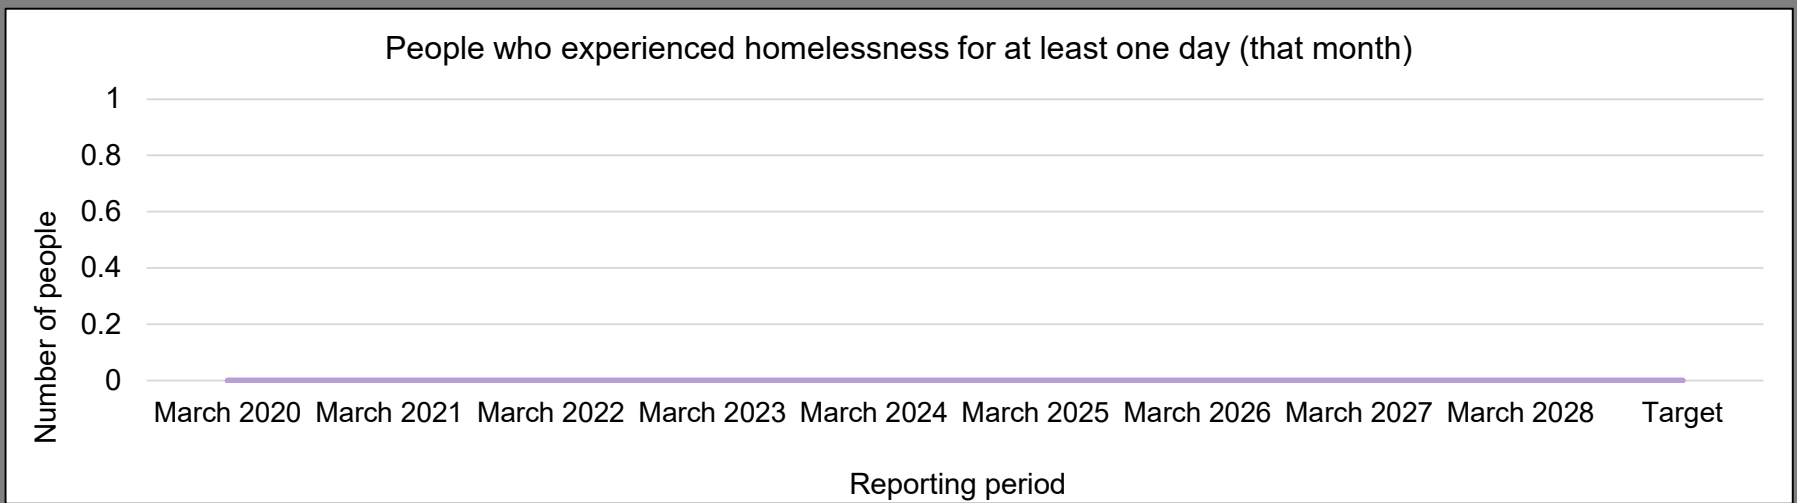 People who experienced homelessness for at least one day (that month)
1
0.8
0.6
0.4
0.2
0
Number of people
March 2020 March 2021 March 2022 March 2023 March 2024 March 2025 March 2026 March 2027 March 2028 Target
Reporting period